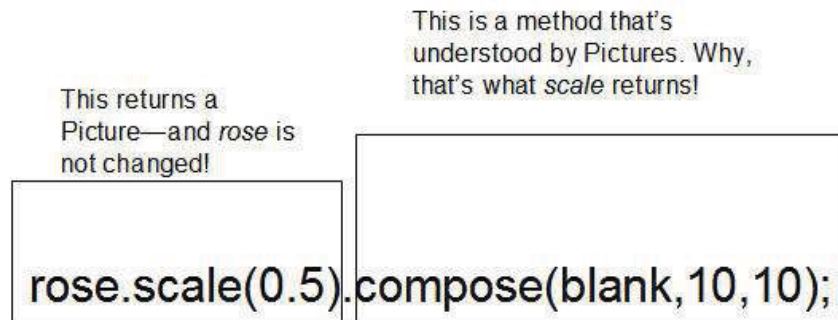 This is a method that's
understood by Pictures. Why,
that's what scale returns!
This returns a
Picture—and rose is
not changed!
rose.scale(0.5).compose(blank,10,10);